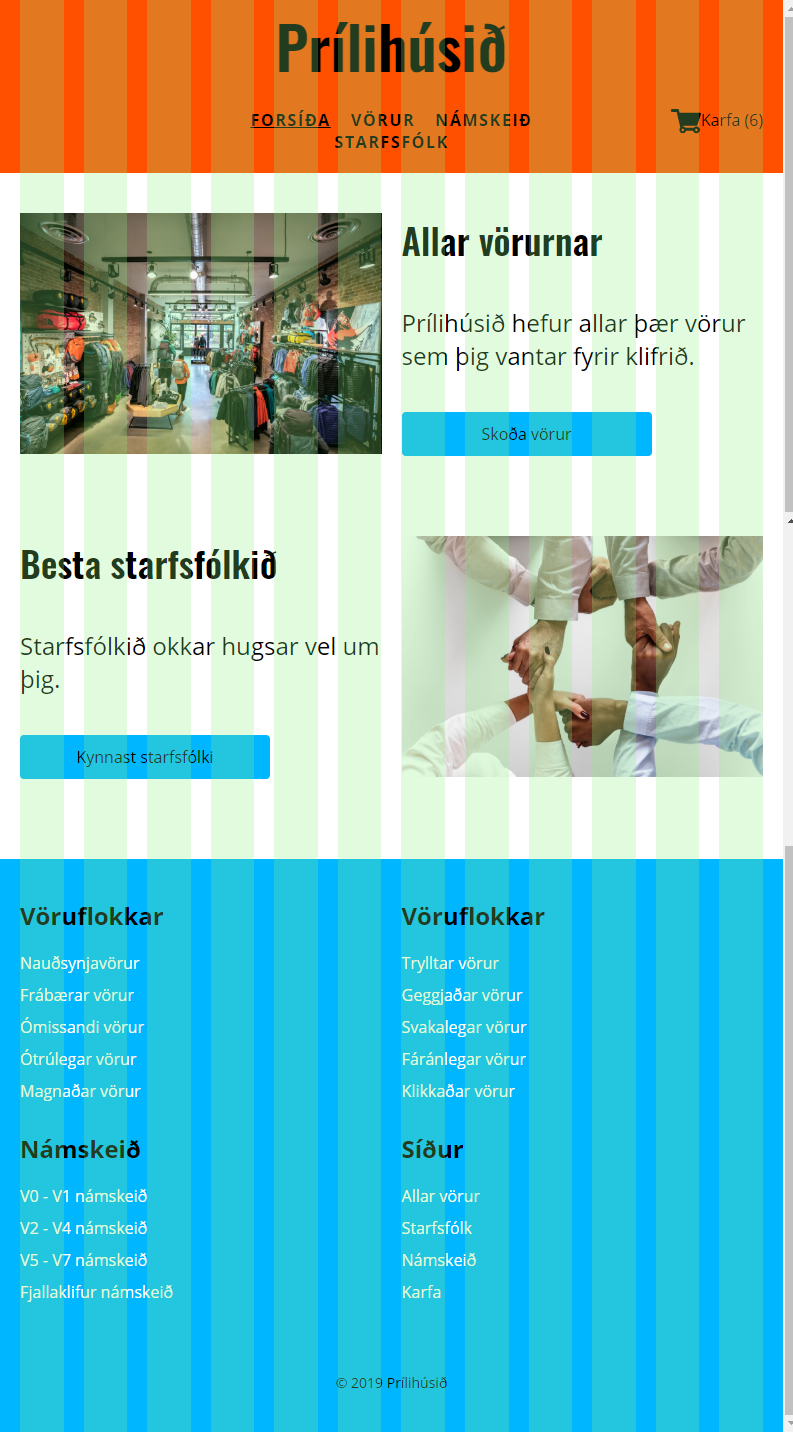 Prílihúsið
FORSÍÐA VÖRUR NÁMSKEIÐ
STARFSFÓLK
Karfa (6)
Allar vörurnar
Prílihúsið hefur allar þær vörur
sem þig vantar fyrir klifrið.
Skoða vörur
Besta starfsfólkið
Starfsfólkið okkar hugsar vel um
þig.
Kynnast starfsfólki
Vöruflokkar
Nauðsynjavörur
Frábærar vörur
Ómissandi vörur
Ótrúlegar vörur
Magnaðar vörur
Vöruflokkar
Trylltar vörur
Geggjaðar vörur
Svakalegar vörur
Fáránlegar vörur
Klikkaðar vörur
Námskeið
V0 - V1 námskeið
V2 - V4 námskeið
V5 - V7 námskeið
Fjallaklifur námskeið
Síður
Allar vörur
Starfsfólk
Námskeið
Karfa
© 2019 Prílihúsið